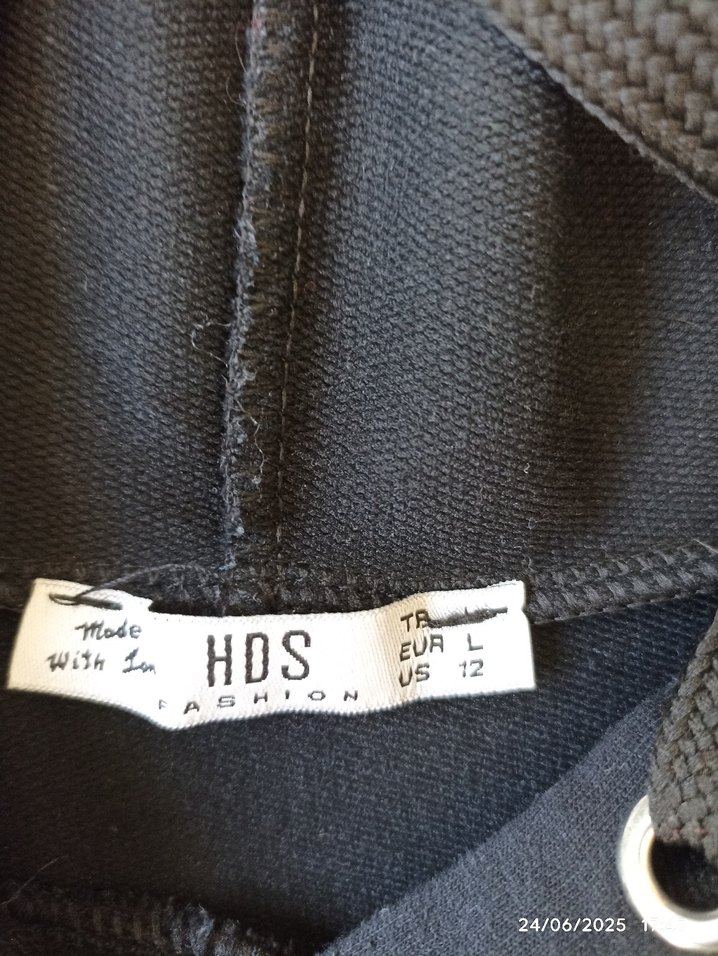 Made
With
HDS
FASHION
TR
EUR L
US 12
24/06/2025